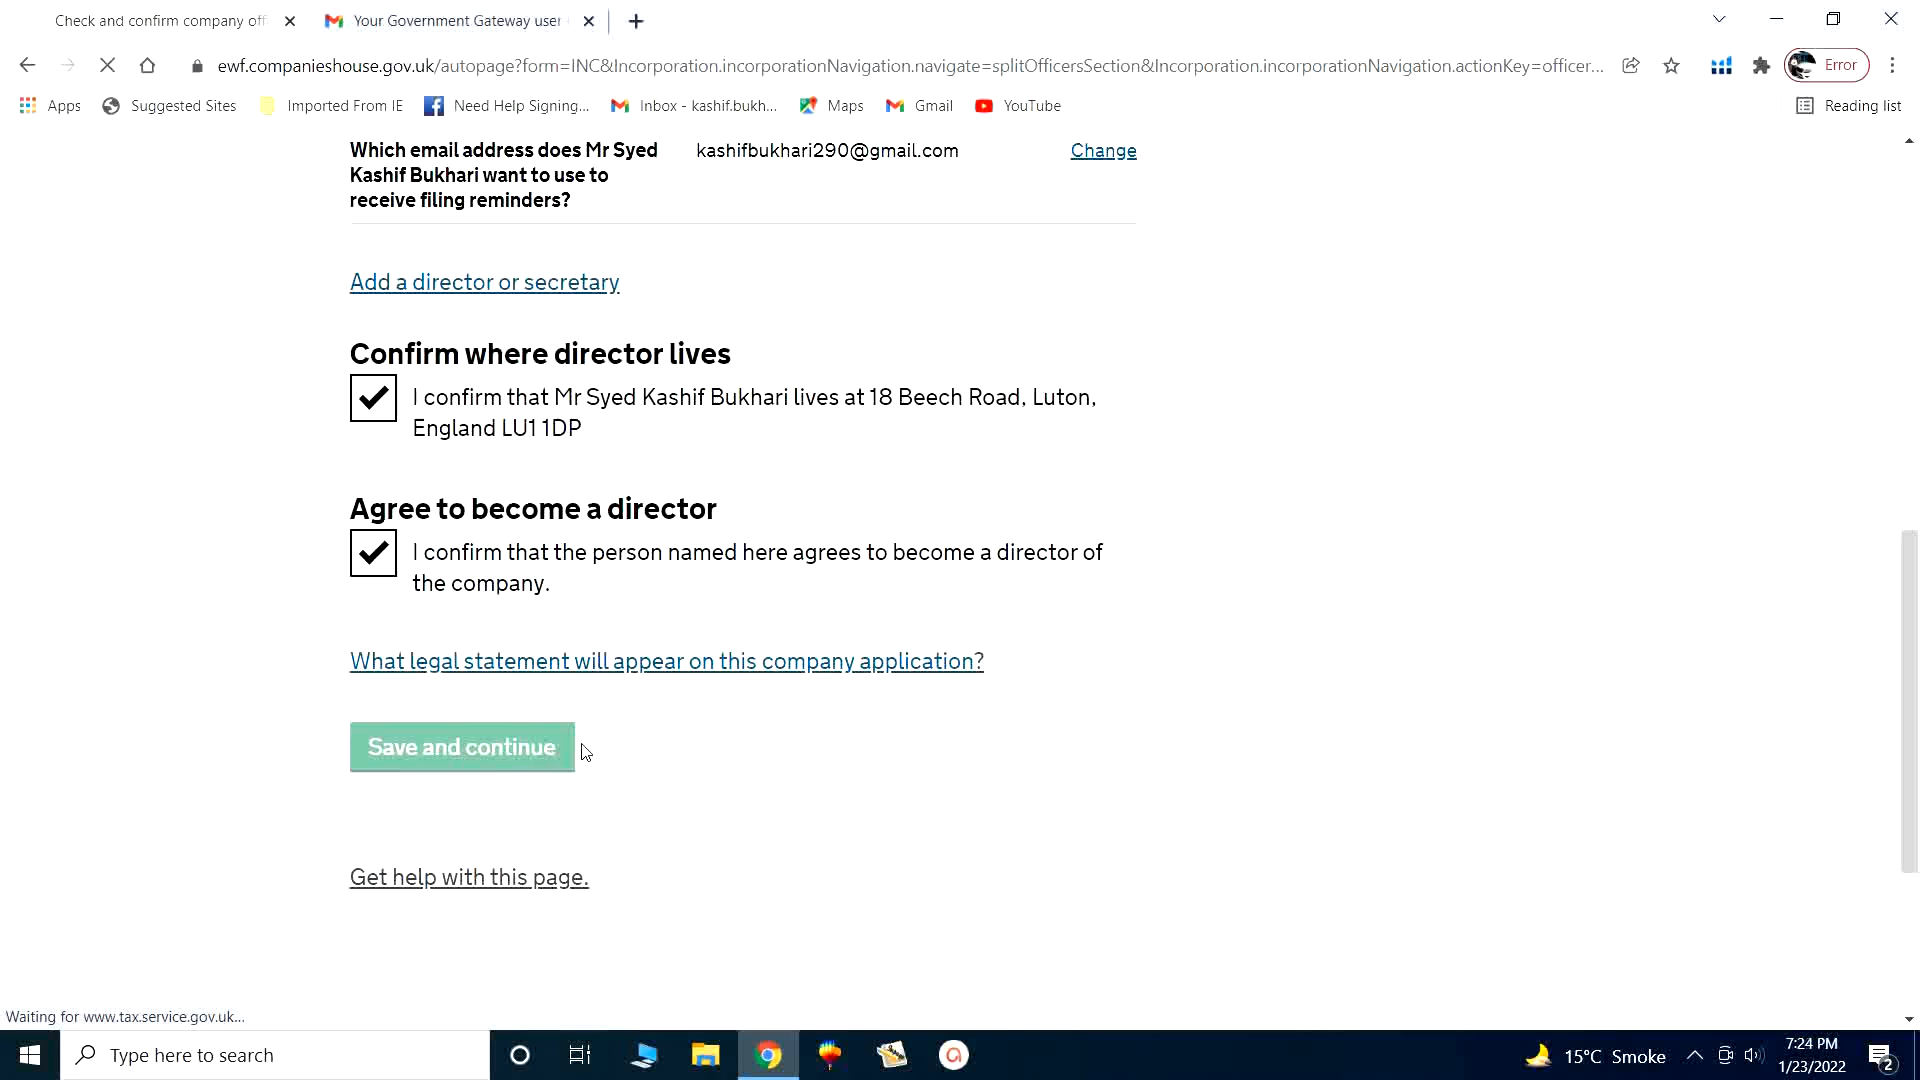 Check and confirm company off
Your Government Gateway user
ewf.companieshouse.gov.uk/autopage?form=INC&Incorporation.incorporationNavigation.navigate=splitOfficersSection&Incorporation.incorporationNavigation.actionKey=officer...
Error
Apps
Suggested Sites
Imported From IE
Need Help Signing...
Inbox - kashif.bukh...
Maps
Gmail
YouTube
Reading list
Which email address does Mr Syed
Kashif Bukhari want to use to
receive filing reminders?
kashifbukhari290@gmail.com
Change
Add a director or secretary
Confirm where director lives
I confirm that Mr Syed Kashif Bukhari lives at 18 Beech Road, Luton,
England LU1 1DP
Agree to become a director
I confirm that the person named here agrees to become a director of
the company.
What legal statement will appear on this company application?
Save and continue
Get help with this page.
Waiting for www.tax.service.gov.uk...
Type here to search
15°C Smoke
7:24 PM
1/23/2022
2